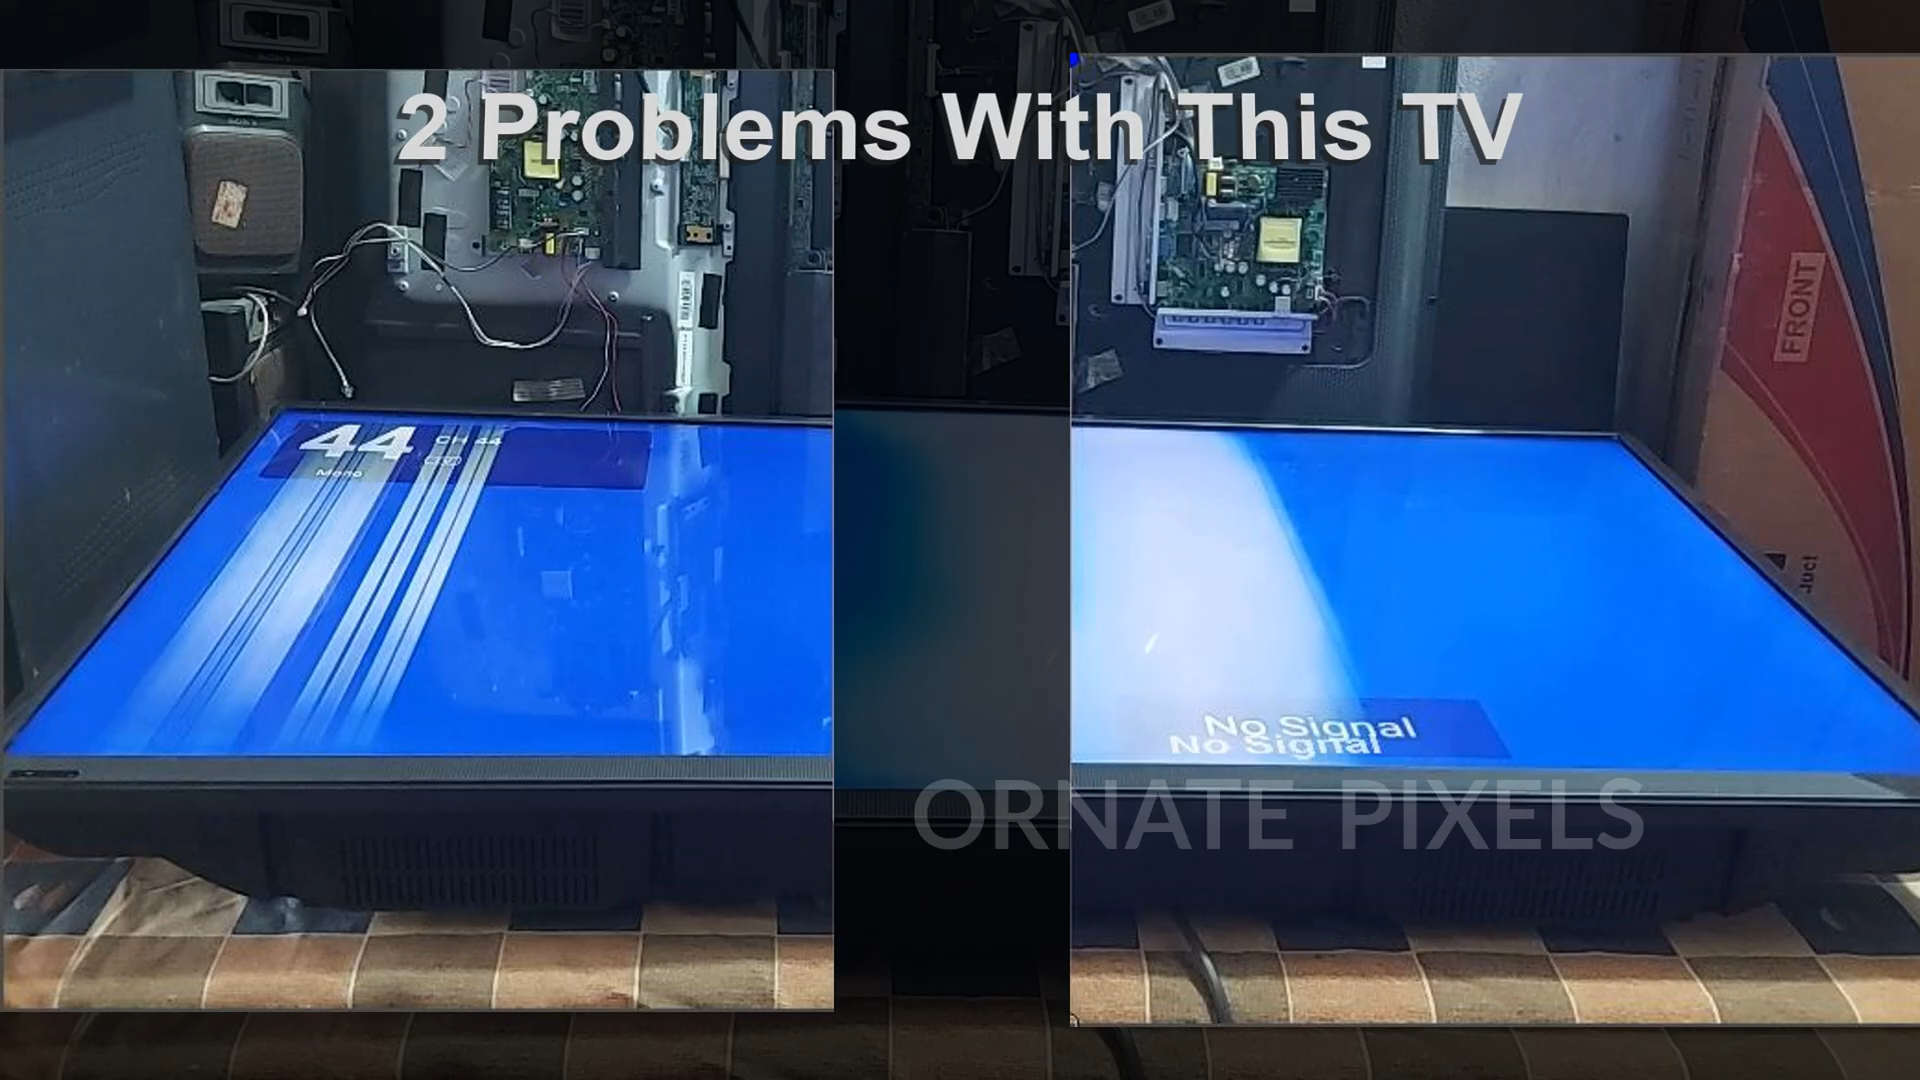 2 Problems With This TV
44
CH 44
Mono
FRONT
No Signal
No Signal
ORNATE PIXELS